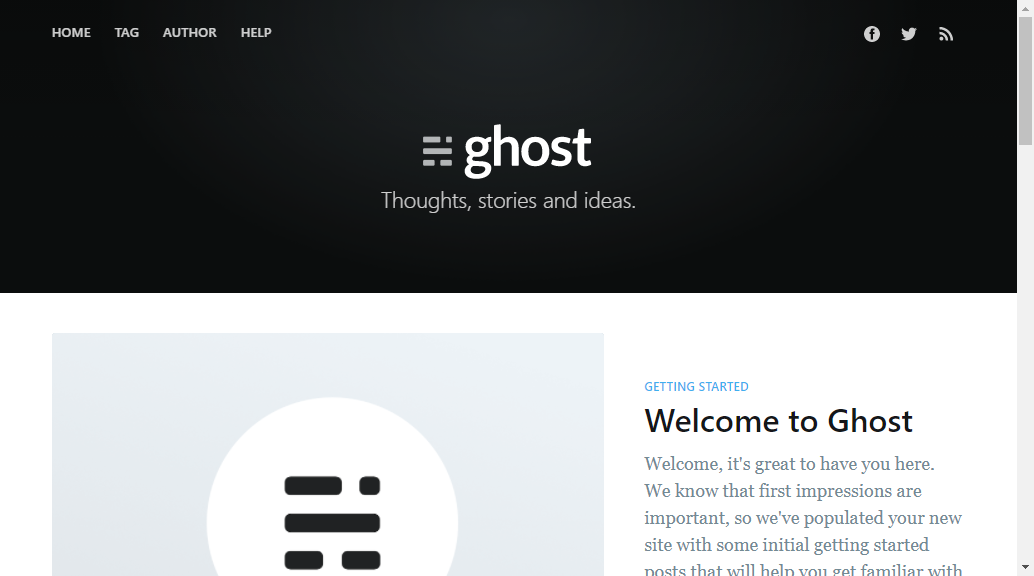 HOME TAG AUTHOR HELP
ghost
Thoughts, stories and ideas.
GETTING STARTED
Welcome to Ghost
Welcome, it's great to have you here.
We know that first impressions are
important, so we've populated your new
site with some initial getting started
posts that will help you get familiar with